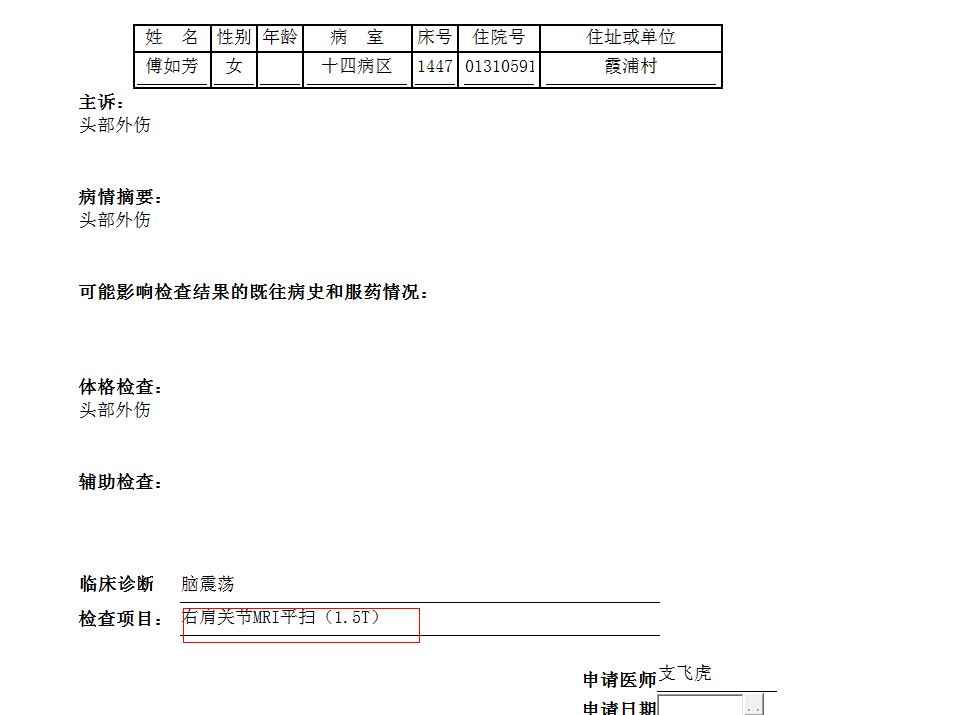 姓 名 性别 年龄 病 室 床号 住院号 住址或单位
傅如芳 女 十四病区 1447 01310591 霞浦村
主诉：
头部外伤
病情摘要：
头部外伤
可能影响检查结果的既往病史和服药情况：
体格检查：
头部外伤
辅助检查：
临床诊断 脑震荡
检查项目： 右肩关节MRI平扫（1.5T）
申请医师 支飞虎
申请日期 ..